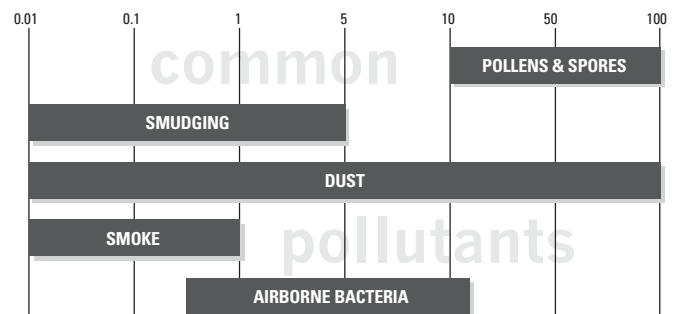 0.01 0.1 1 5 10 50 100
common
POLLENS & SPORES
SMUDGING
DUST
SMOKE
pollutants
AIRBORNE BACTERIA